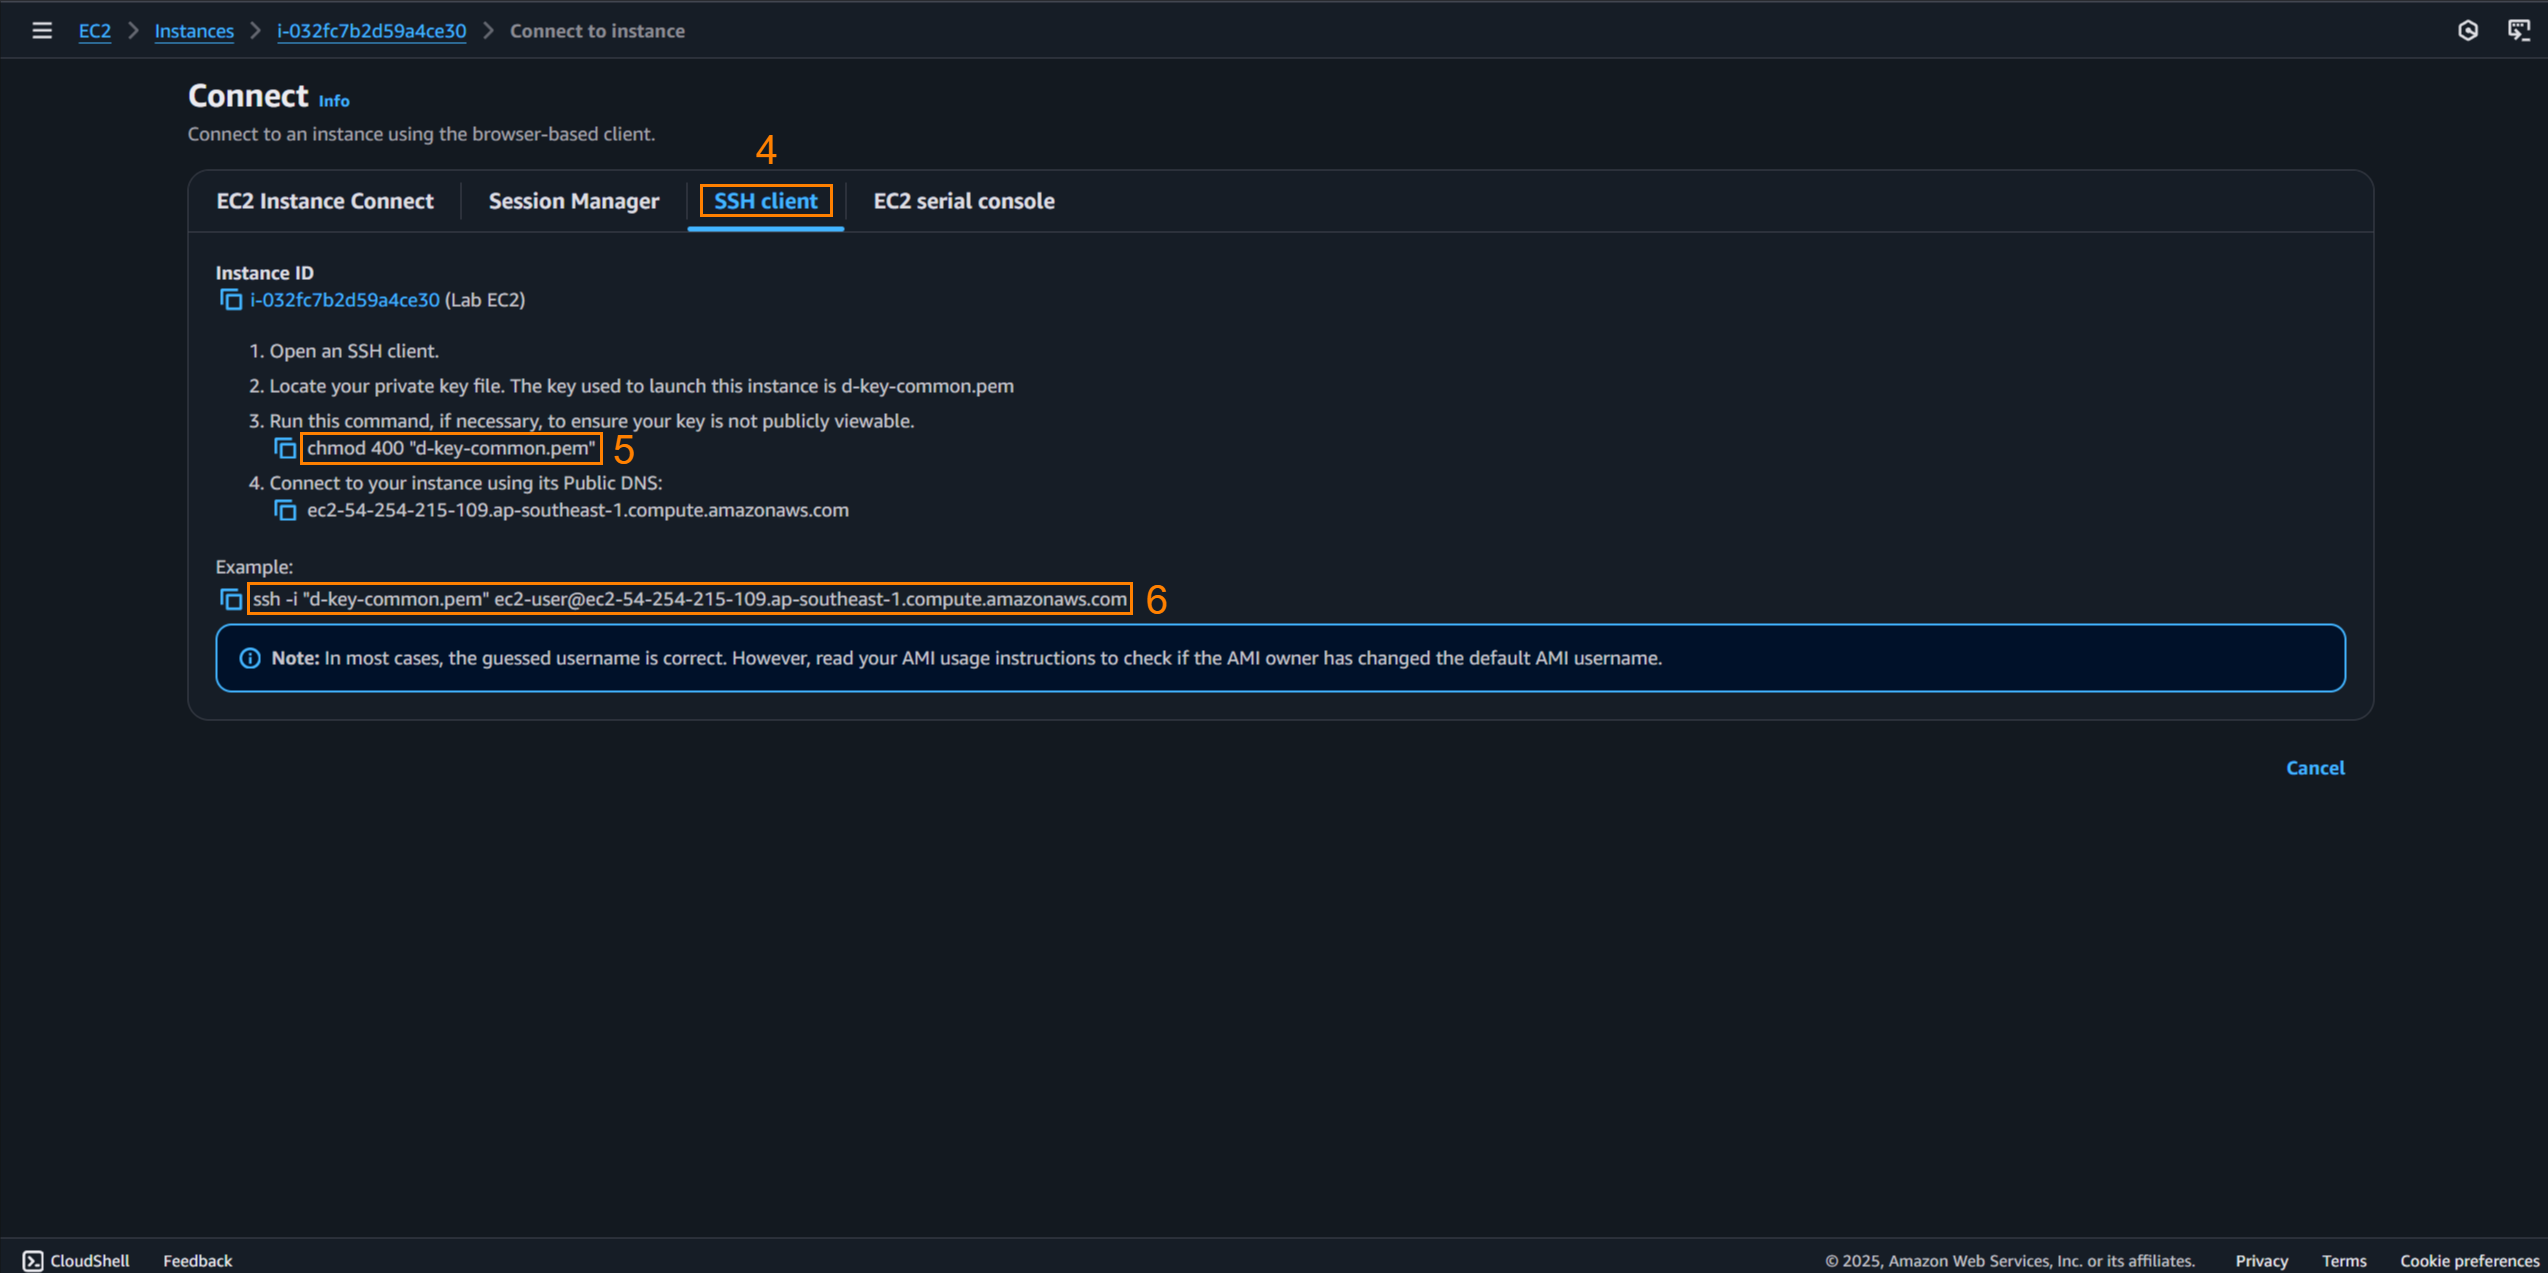 EC2 > Instances > i-032fc7b2d59a4ce30 > Connect to instance
Connect Info
Connect to an instance using the browser-based client.
4
EC2 Instance Connect Session Manager SSH client EC2 serial console
Instance ID
i-032fc7b2d59a4ce30 (Lab EC2)
1. Open an SSH client.
2. Locate your private key file. The key used to launch this instance is d-key-common.pem
3. Run this command, if necessary, to ensure your key is not publicly viewable.
chmod 400 "d-key-common.pem" 5
4. Connect to your instance using its Public DNS:
ec2-54-254-215-109.ap-southeast-1.compute.amazonaws.com
Example:
ssh -i "d-key-common.pem" ec2-user@ec2-54-254-215-109.ap-southeast-1.compute.amazonaws.com 6
Note: In most cases, the guessed username is correct. However, read your AMI usage instructions to check if the AMI owner has changed the default AMI username.
Cancel
CloudShell Feedback © 2025, Amazon Web Services, Inc. or its affiliates. Privacy Terms Cookie preferences